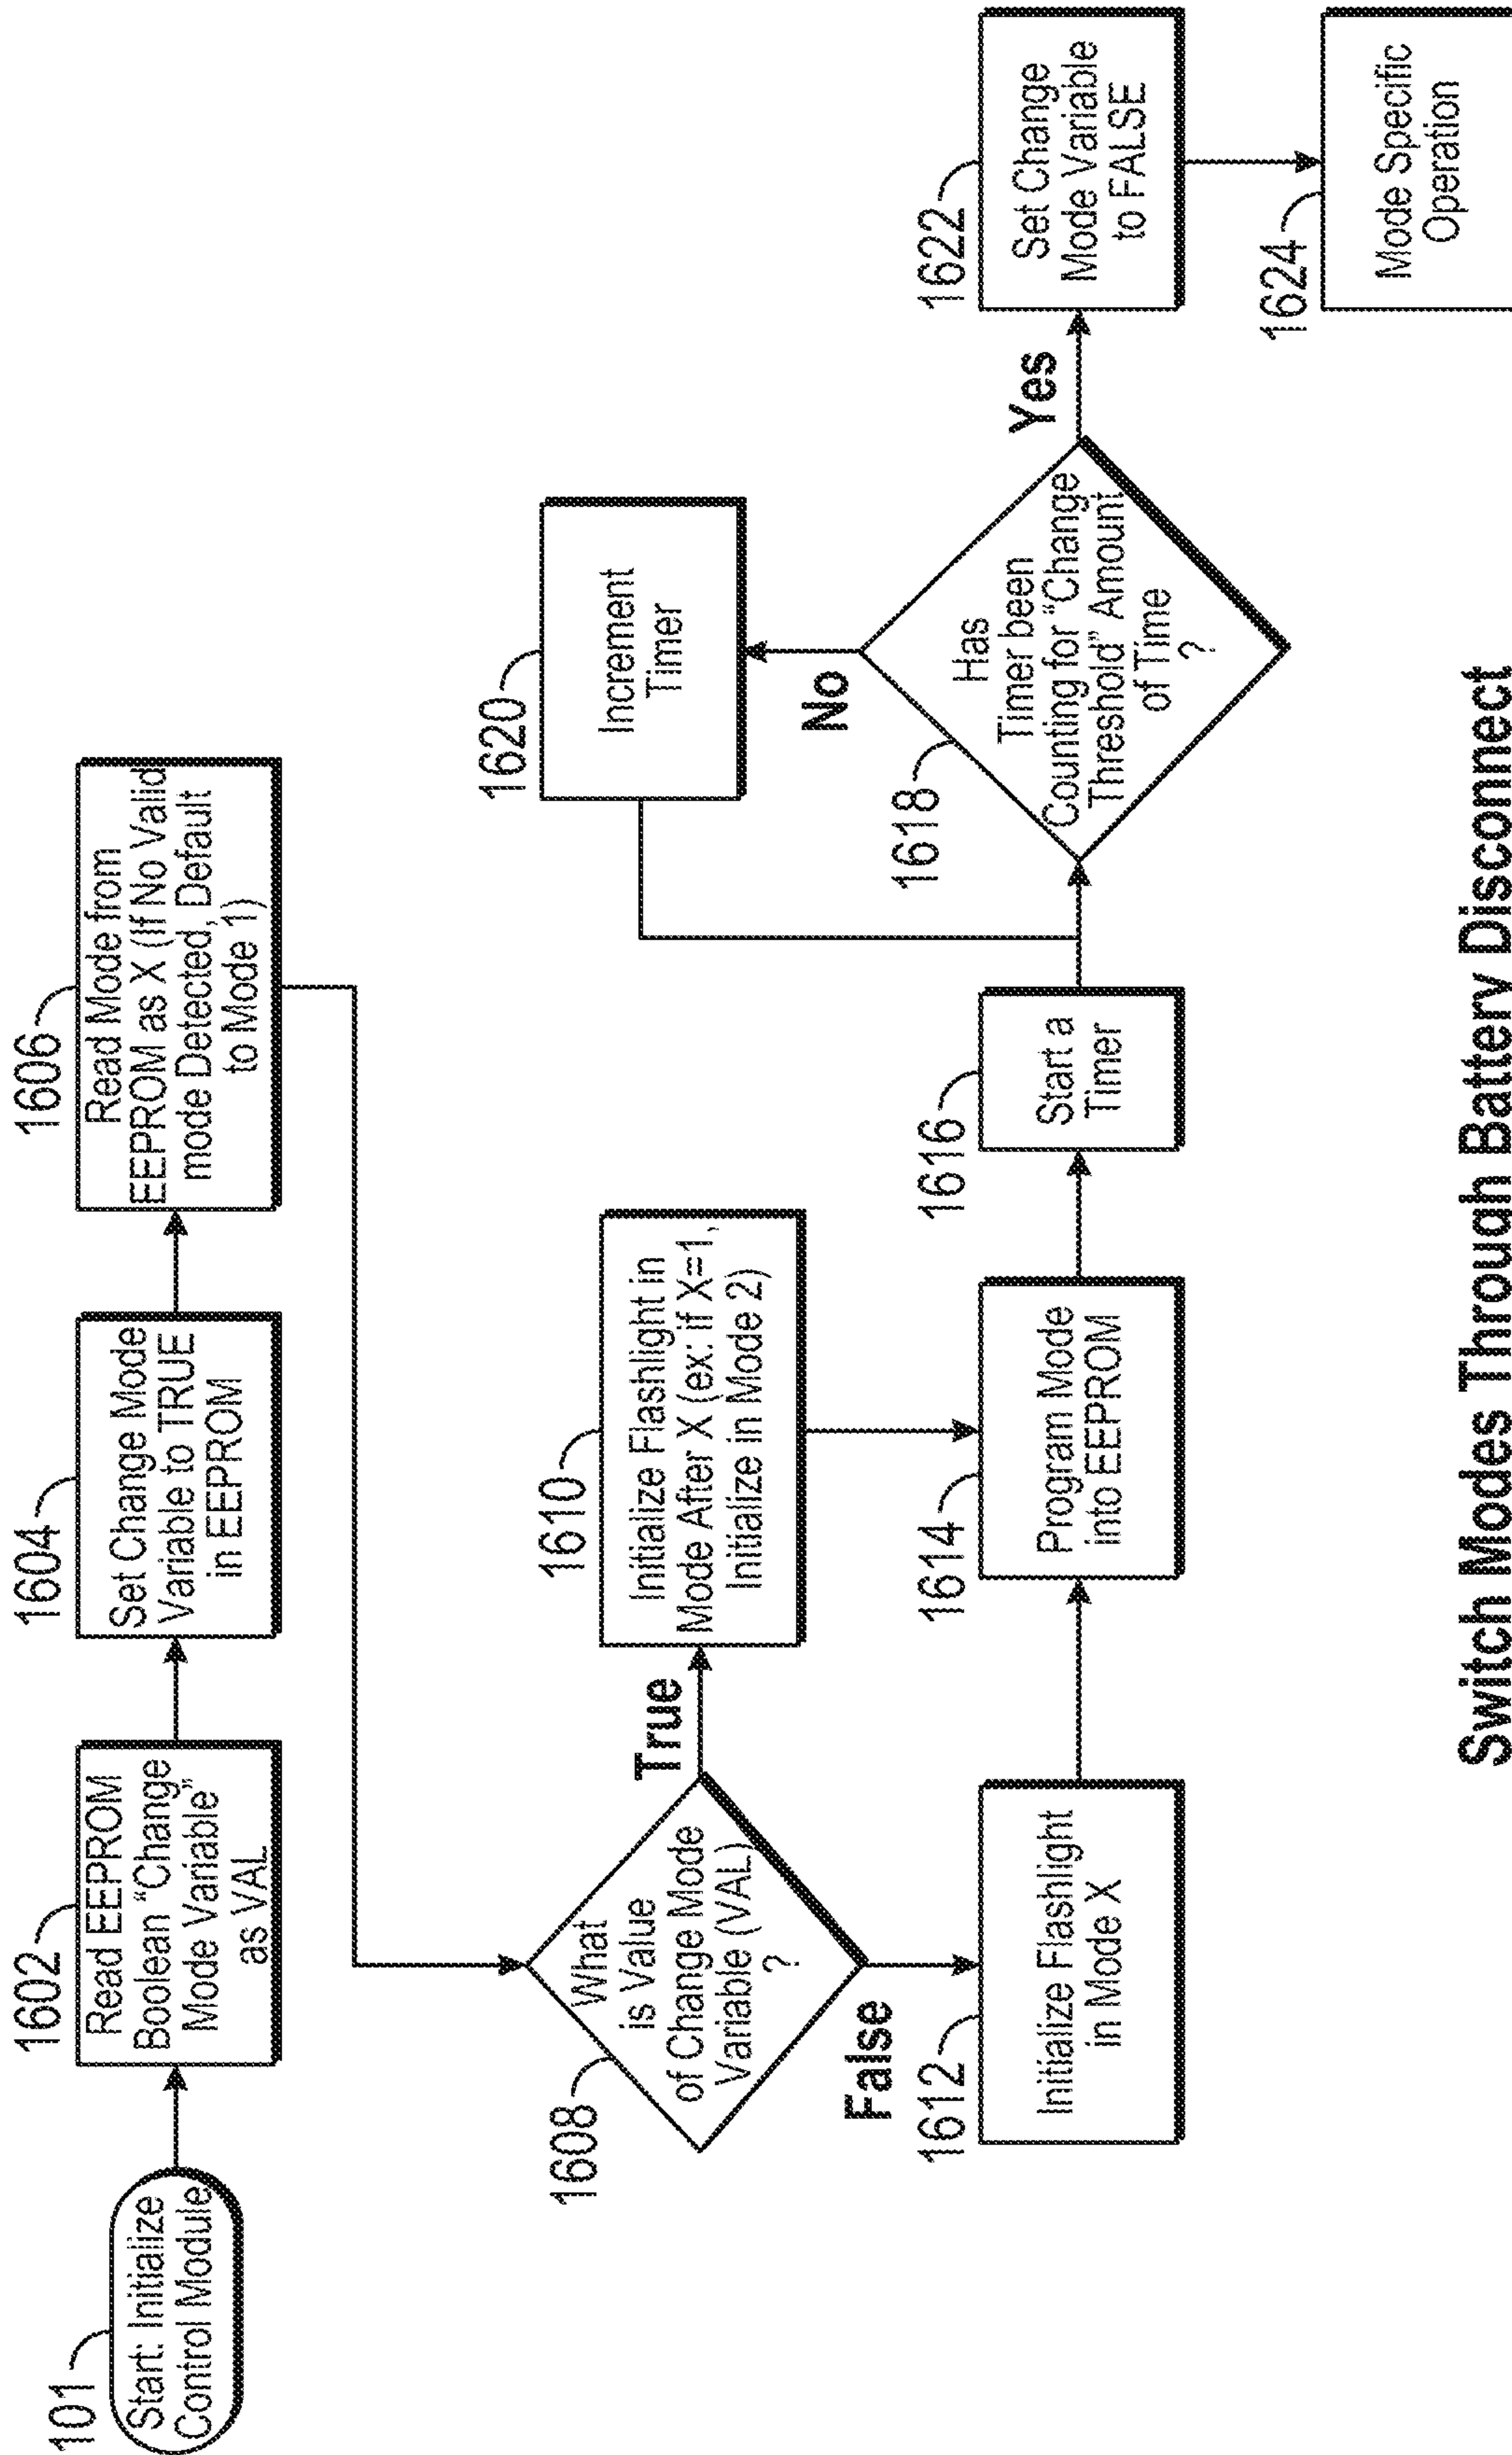 101
Start: Initialize
Control Module
1602
Read EEPROM
Boolean “Change
Mode Variable”
as VAL
1604
Set Change Mode
Variable to TRUE
in EEPROM
1606
Read Mode from
EEPROM as X (If No Valid
mode Detected, Default
to Mode 1)
1608
What
is Value
of Change Mode
Variable (VAL)
?
True
False
1610
Initialize Flashlight in
Mode After X (ex: if X=1,
Initialize in Mode 2)
1612
Initialize Flashlight
in Mode X
1614
Program Mode
into EEPROM
1616
Start a
Timer
1618
Has
Timer been
Counting for “Change
Threshold” Amount
of Time
?
No
Yes
1620
Increment
Timer
1622
Set Change
Mode Variable
to FALSE
1624
Mode Specific
Operation
Switch Modes Through Battery Disconnect